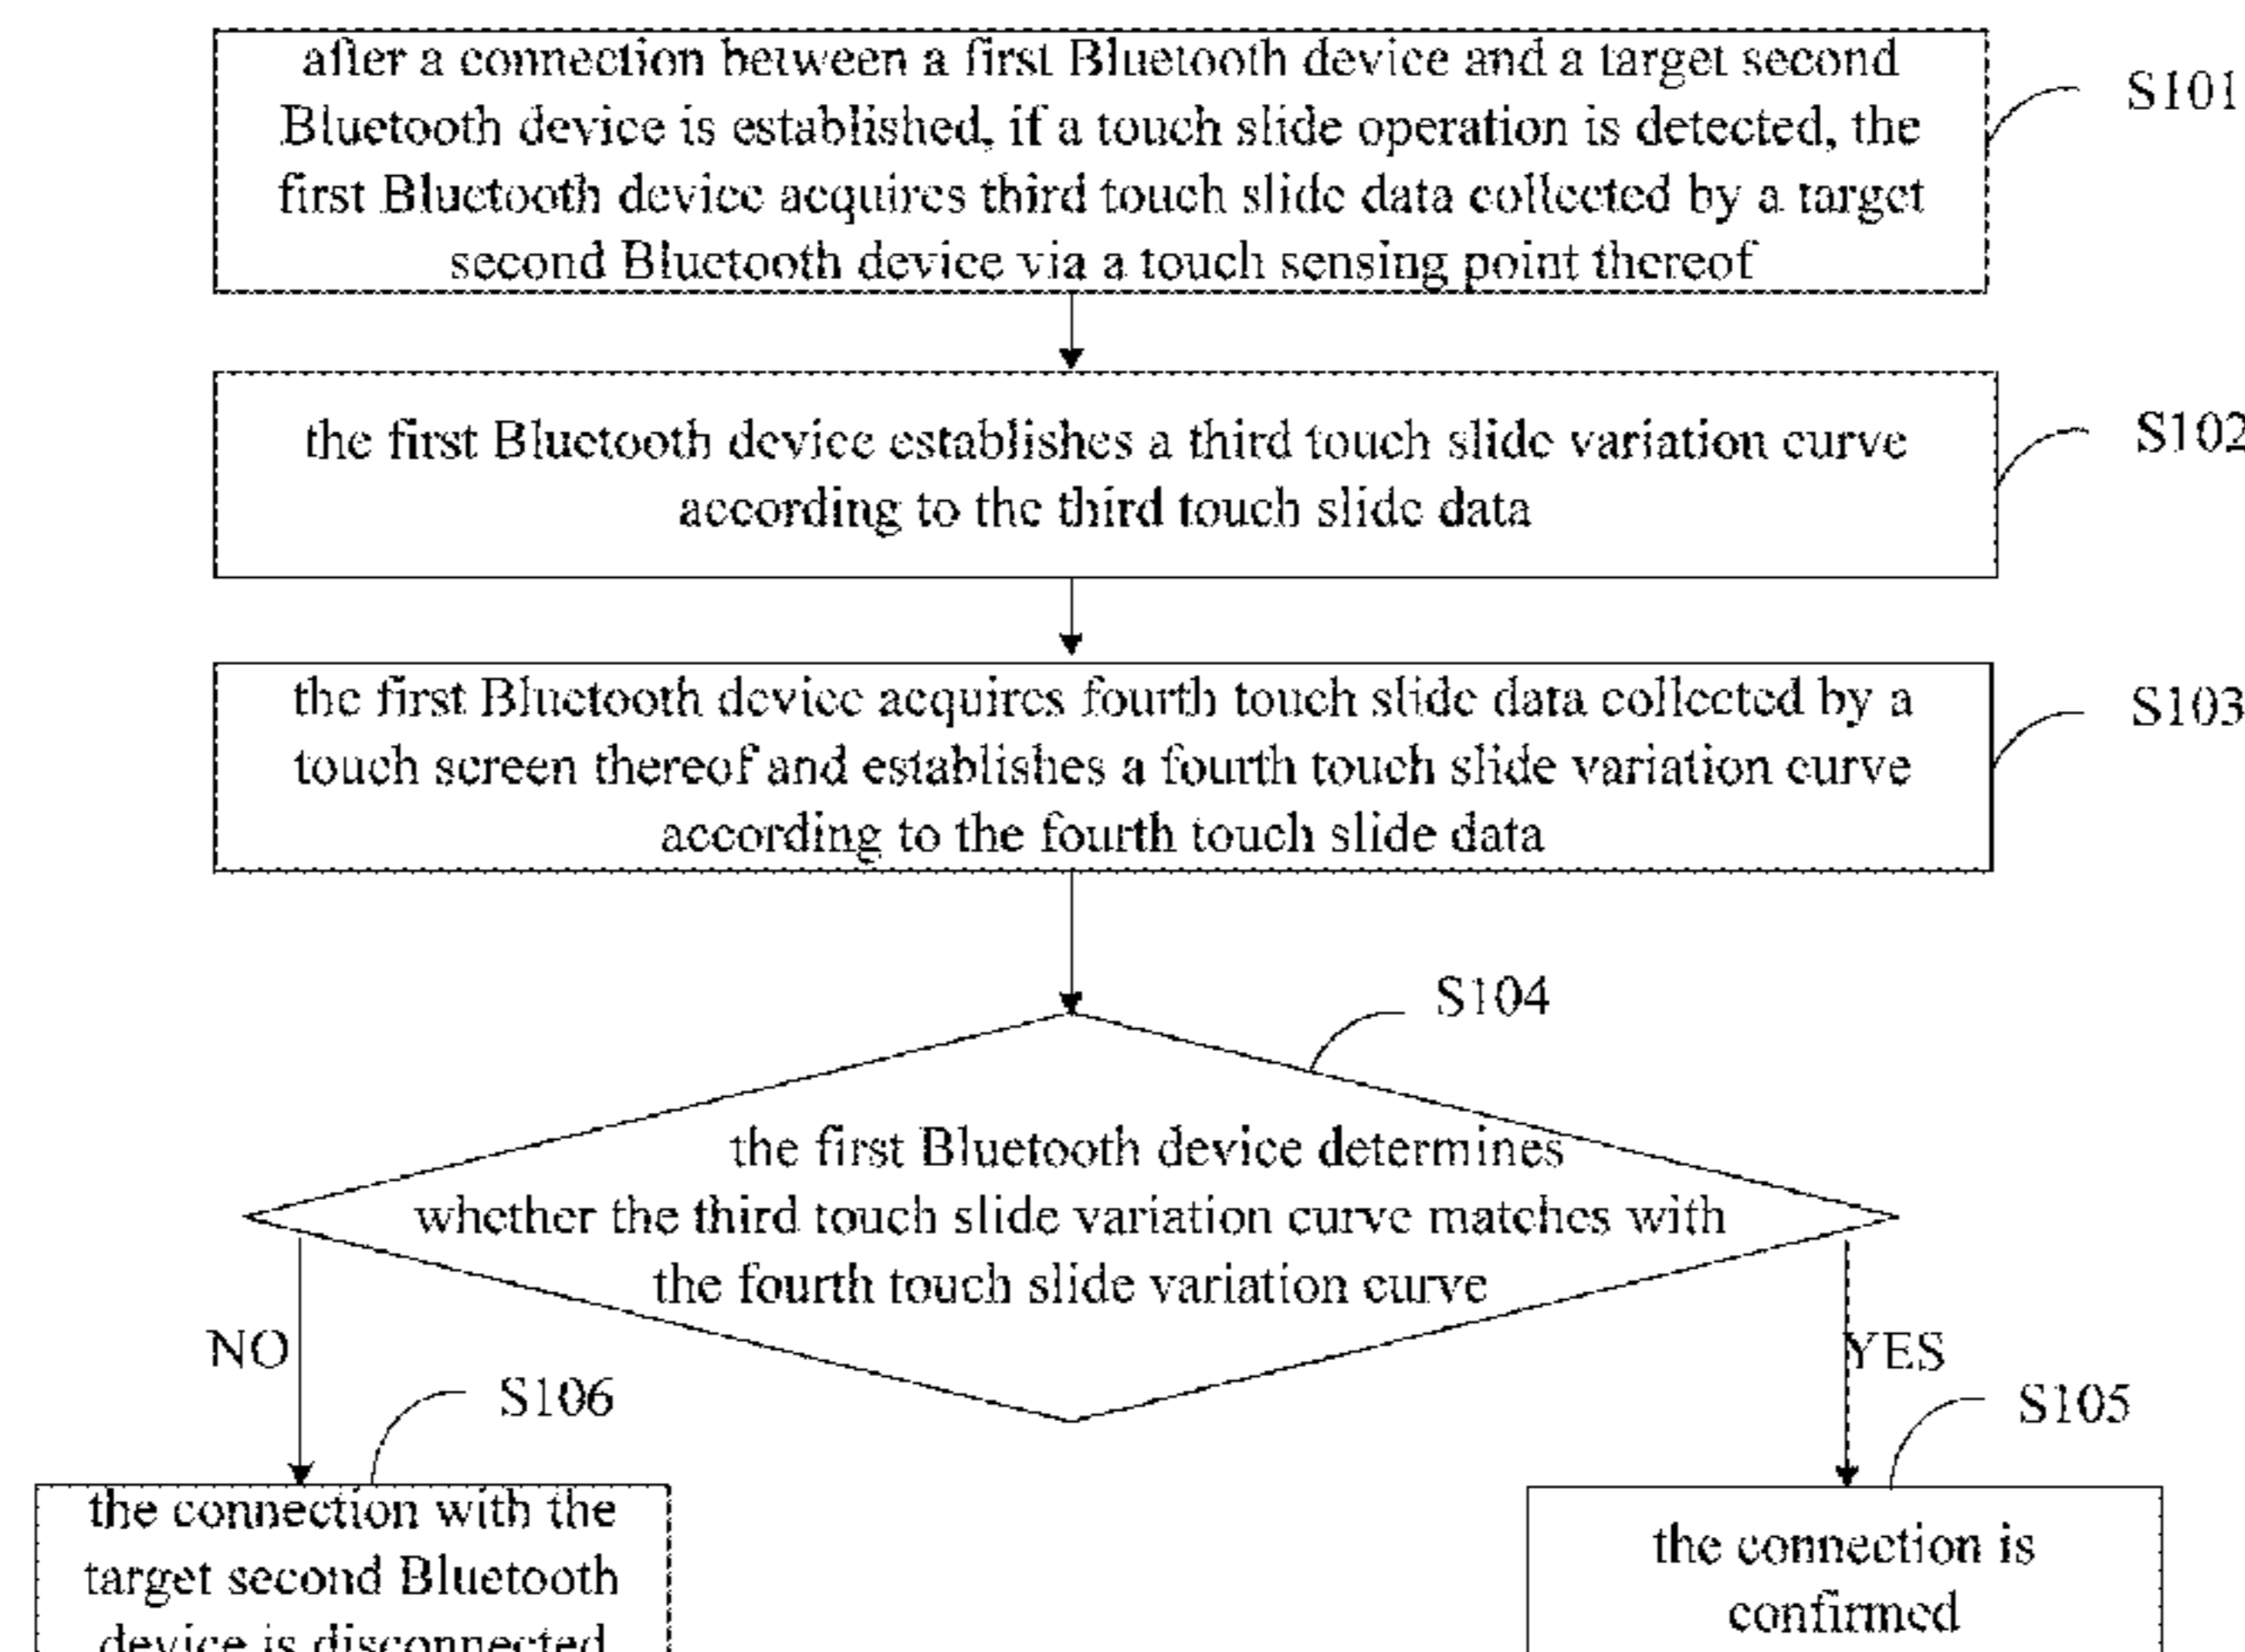 after a connection between a first Bluetooth device and a target second
Bluetooth device is established, if a touch slide operation is detected, the
first Bluetooth device acquires third touch slide data collected by a target
second Bluetooth device via a touch sensing point thereof
S101
the first Bluetooth device establishes a third touch slide variation curve
according to the third touch slide data
S102
the first Bluetooth device acquires fourth touch slide data collected by a
touch screen thereof and establishes a fourth touch slide variation curve
according to the fourth touch slide data
S103
S104
the first Bluetooth device determines
whether the third touch slide variation curve matches with
the fourth touch slide variation curve
NO
YES
S106
S105
the connection with the
target second Bluetooth
device is disconnected
the connection is
confirmed